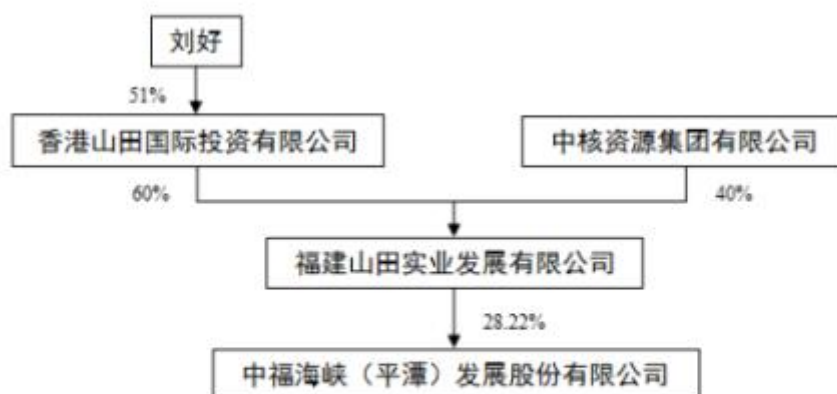 刘好
51%
香港山田国际投资有限公司
中核资源集团有限公司
60%
40%
福建山田实业发展有限公司
28.22%
中福海峡（平潭）发展股份有限公司